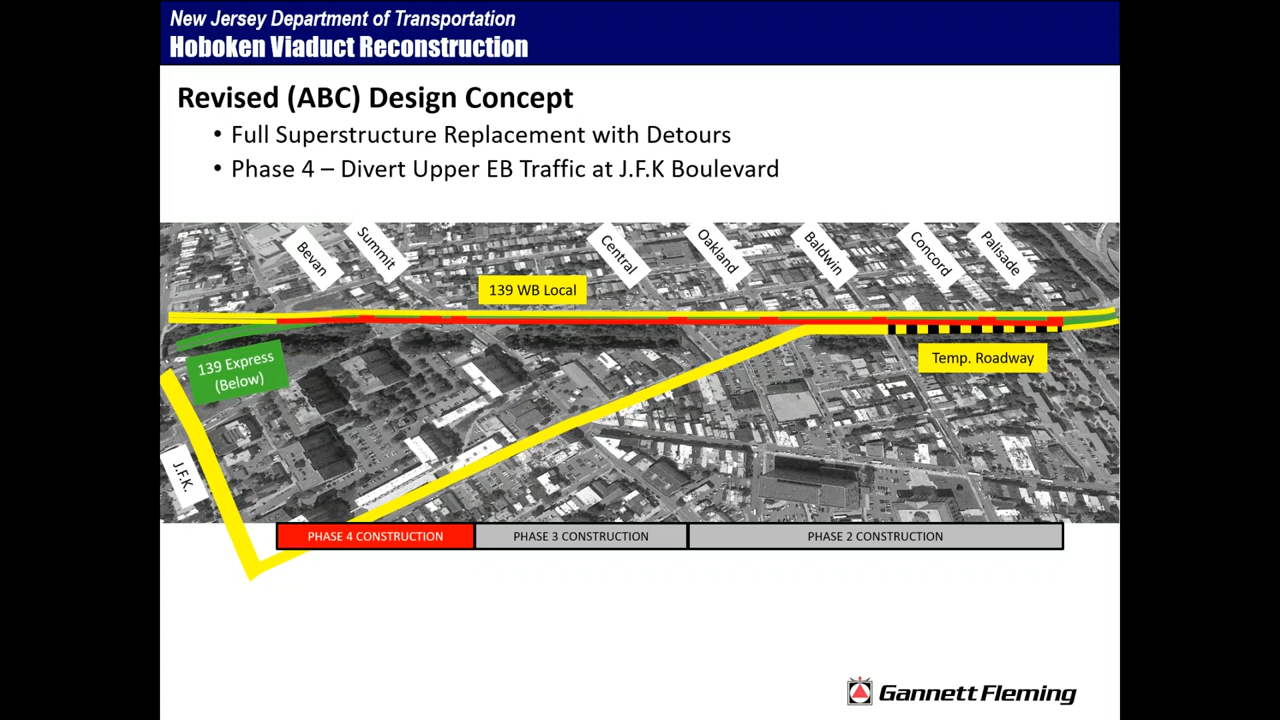 New Jersey Department of Transportation
Hoboken Viaduct Reconstruction
Revised (ABC) Design Concept
• Full Superstructure Replacement with Detours
• Phase 4 – Divert Upper EB Traffic at J.F.K Boulevard
Bevan
Summit
Central
Oakland
Baldwin
Concord
Palisade
139 WB Local
139 Express
(Below)
Temp. Roadway
J.F.K.
PHASE 4 CONSTRUCTION
PHASE 3 CONSTRUCTION
PHASE 2 CONSTRUCTION
Gannett Fleming